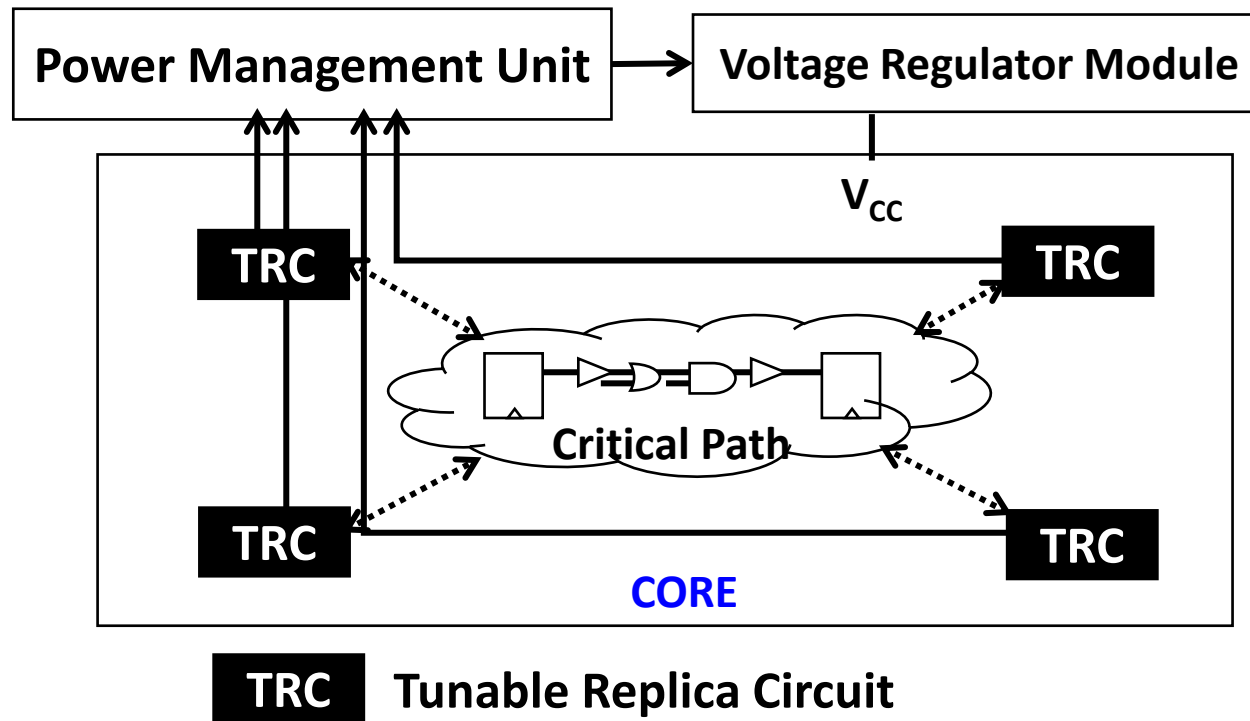 Power Management Unit
Voltage Regulator Module
VCC
TRC
TRC
Critical Path
TRC
TRC
CORE
TRC Tunable Replica Circuit